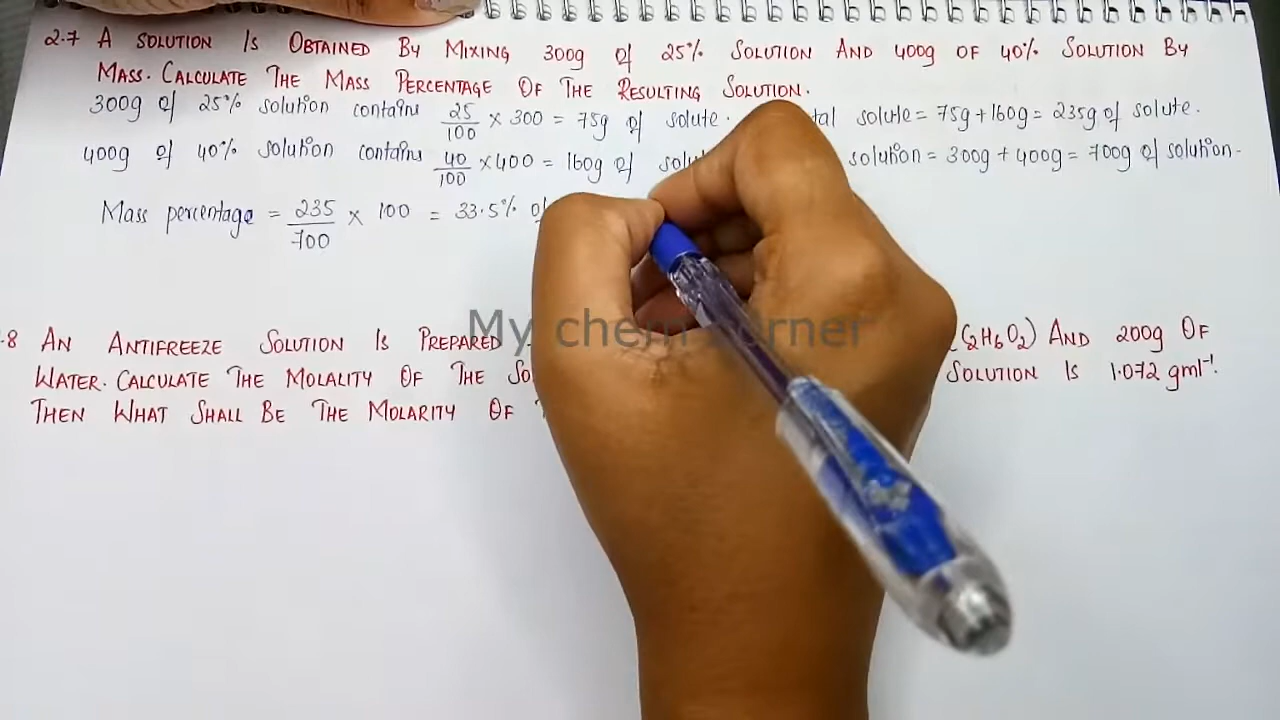 2.7 A SOLUTION IS OBTAINED BY MIXING 300g of 25% SOLUTION AND 400g OF 40% SOLUTION BY
MASS. CALCULATE THE MASS PERCENTAGE OF THE RESULTING SOLUTION.
300g of 25% solution contains 25/100 × 300 = 75g of solute. solute = 75g+160g = 235g of solute.
400g of 40% solution contains 40/100 ×400 = 160g of solution = 300g+400g = 700g of solution.
Mass percentage = 235/700 × 100 = 33.5% of
My chem corner
.8 AN ANTIFREEZE SOLUTION IS PREPARED (C2H6O2) AND 200g OF
WATER. CALCULATE THE MOLALITY OF THE SOLUTION IS 1.072 gml-1.
THEN WHAT SHALL BE THE MOLARITY OF